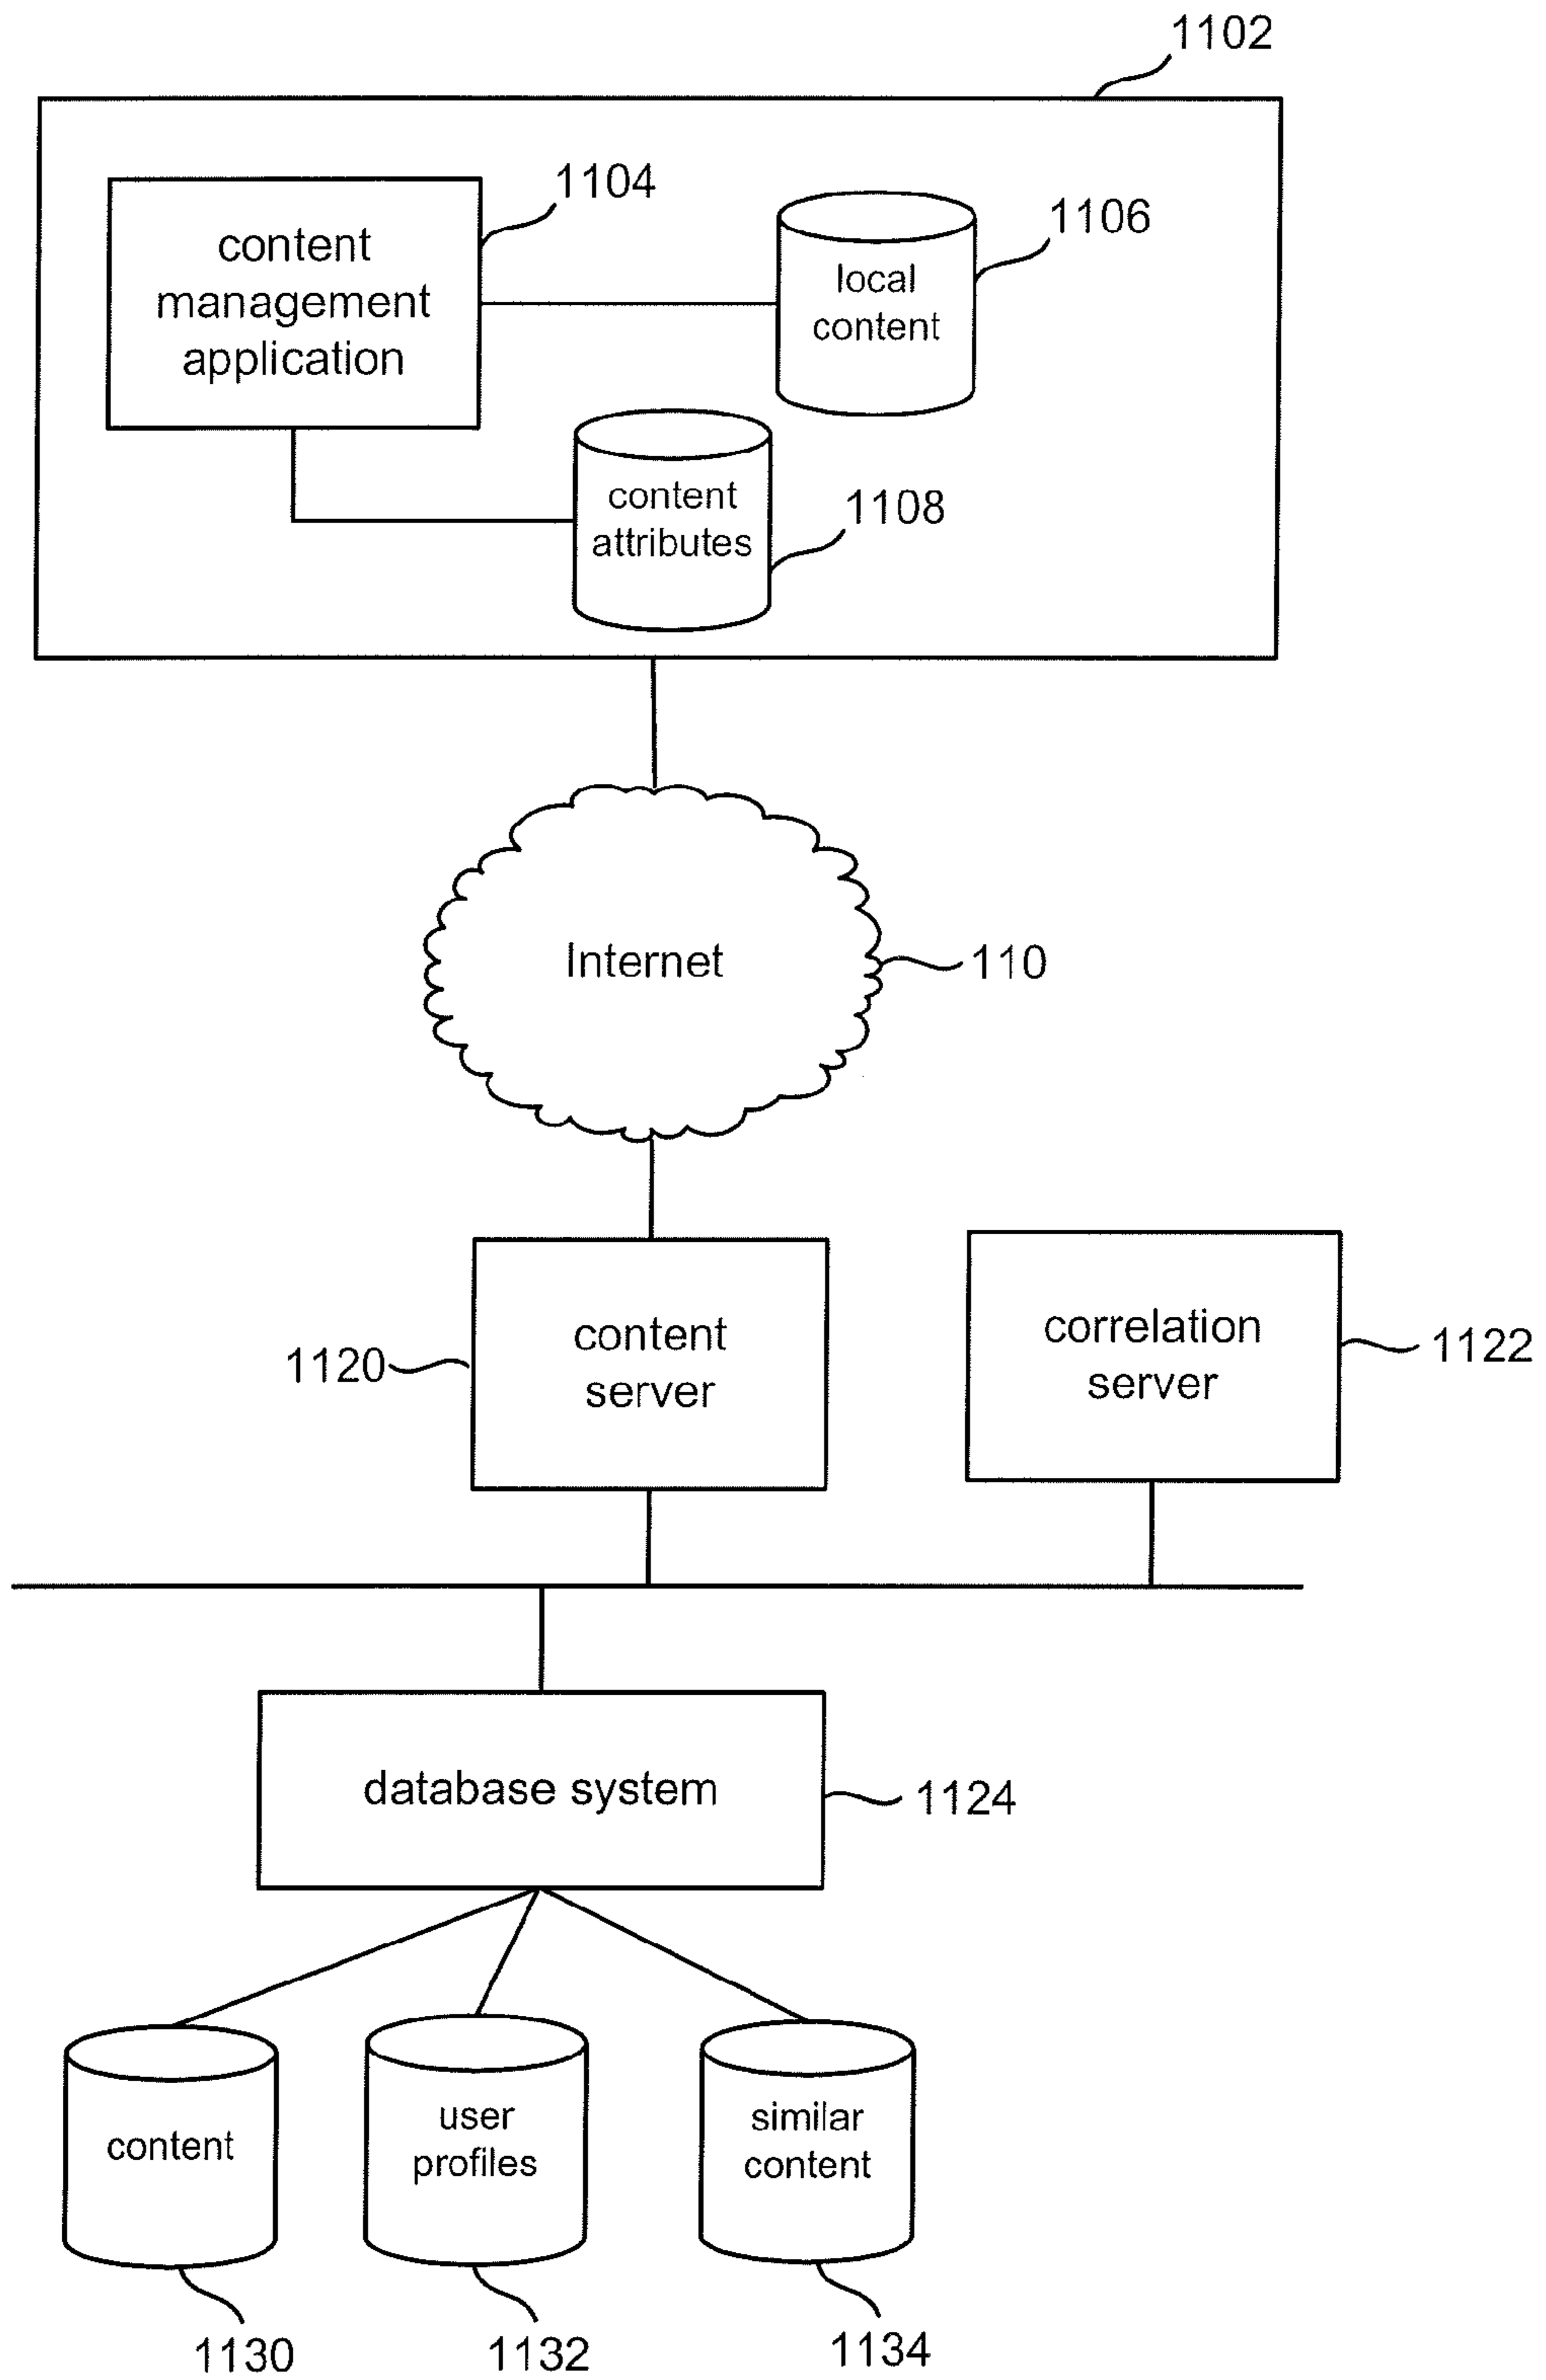 1102
1104
content
management
application
1106
local
content
1108
content
attributes
Internet
110
content
server
1120
correlation
server
1122
database system
1124
content
user
profiles
similar
content
1130
1132
1134